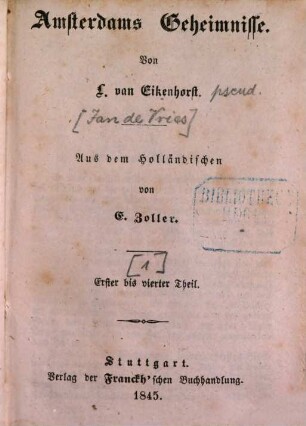 Amsterdams Geheimnisse.
Von
L. van Eikenhorst. pseud.
[Jan de Vries]
Aus dem Holländischen
von
E. Zoller.
BIBLIOTHECA
[1]
Erster bis vierter Theil.
Stuttgart.
Verlag der Franckh'schen Buchhandlung.
1845.